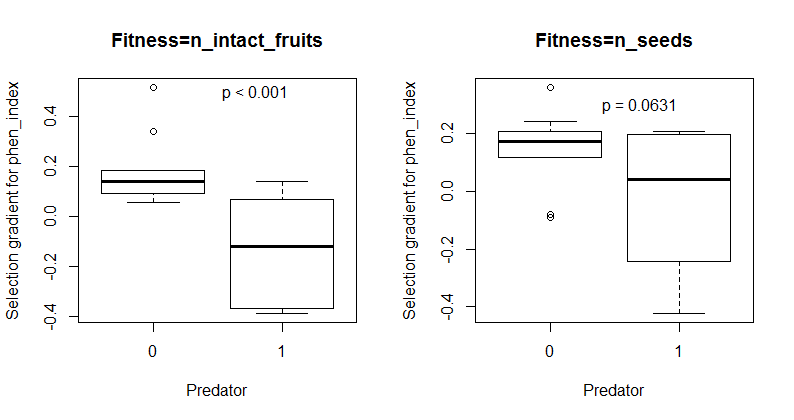 Fitness=n_intact_fruits
Selection gradient for phen_index
0.4
0.2
0.0
-0.2
-0.4
p < 0.001
0
1
Predator
Fitness=n_seeds
Selection gradient for phen_index
0.2
0.0
-0.2
-0.4
p = 0.0631
0
1
Predator